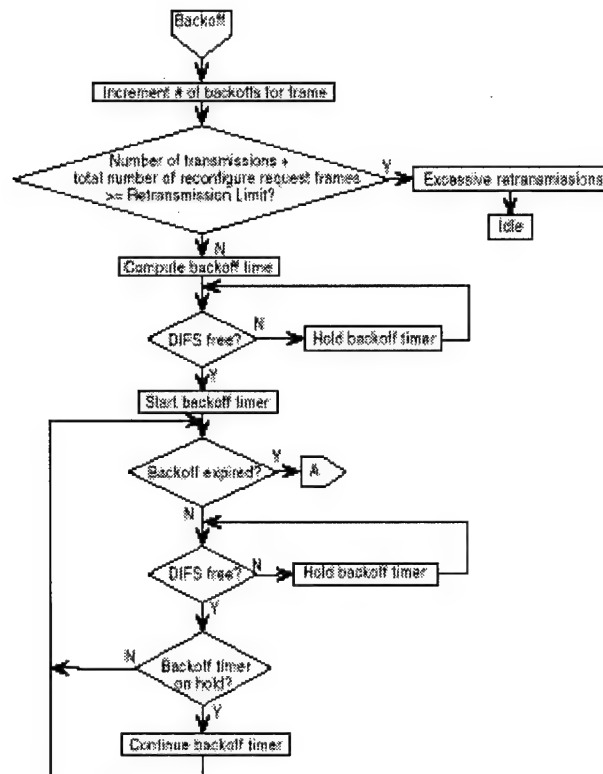 Backoff
Increment # of backoffs for frame
Number of transmissions +
total number of reconfigure request frames
>= Retransmission Limit?
Y
Excessive retransmissions
Idle
N
Compute backoff time
DIFS free?
N
Hold backoff timer
Y
Start backoff timer
Backoff expired?
Y
A
N
DIFS free?
N
Hold backoff timer
Y
N
Backoff timer
on hold?
Y
Continue backoff timer